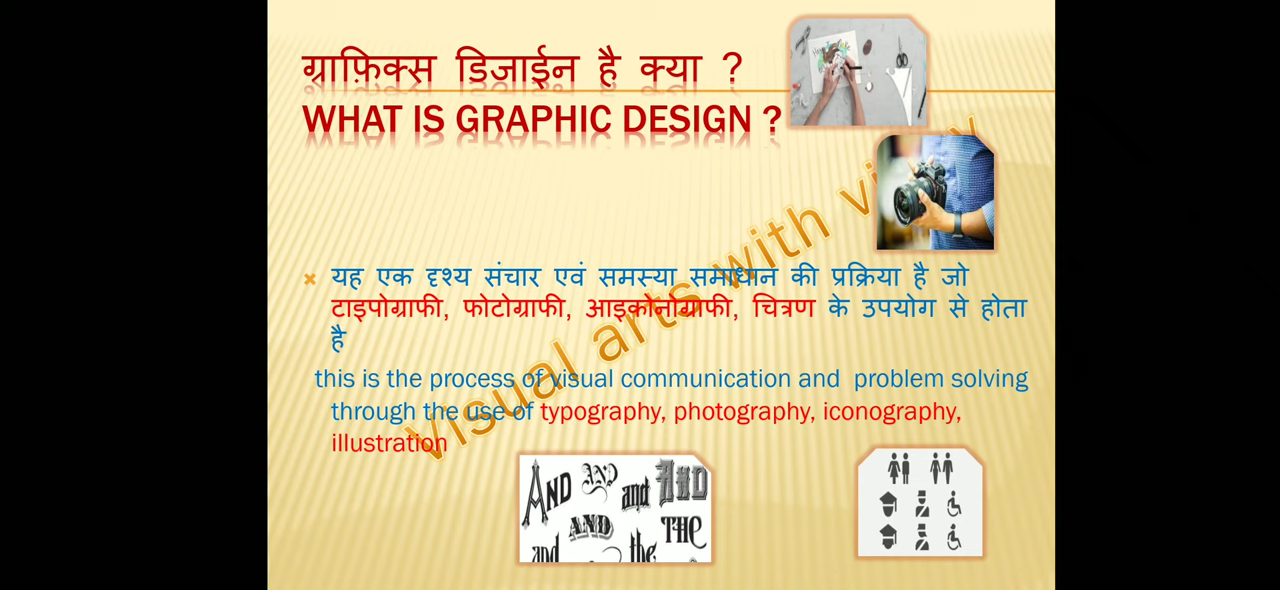 ग्राफ़िक्स डिजाईन है क्या ?
WHAT IS GRAPHIC DESIGN ?
यह एक दृश्य संचार एवं समस्या समाधान की प्रक्रिया है जो
टाइपोग्राफी, फोटोग्राफी, आइकोनोग्राफी, चित्रण के उपयोग से होता
है
this is the process of visual communication and problem solving
through the use of typography, photography, iconography,
illustration
Visual arts with
AND AND and AND
AND THE
and the